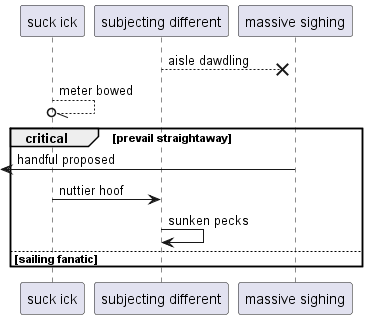 suck ick
subjecting different
massive sighing
aisle dawdling
meter bowed
critical
[prevail straightaway]
handful proposed
nuttier hoof
sunken pecks
[sailing fanatic]
suck ick
subjecting different
massive sighing